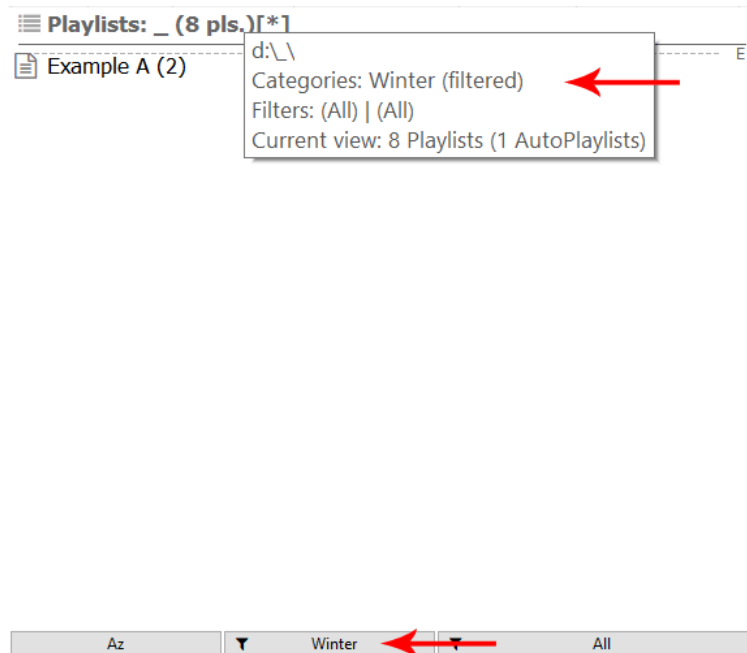 Playlists: _ (8 pls.)[*]
d:\_\
E
Example A (2)
Categories: Winter (filtered)
Filters: (All) | (All)
Current view: 8 Playlists (1 AutoPlaylists)
Az Winter All